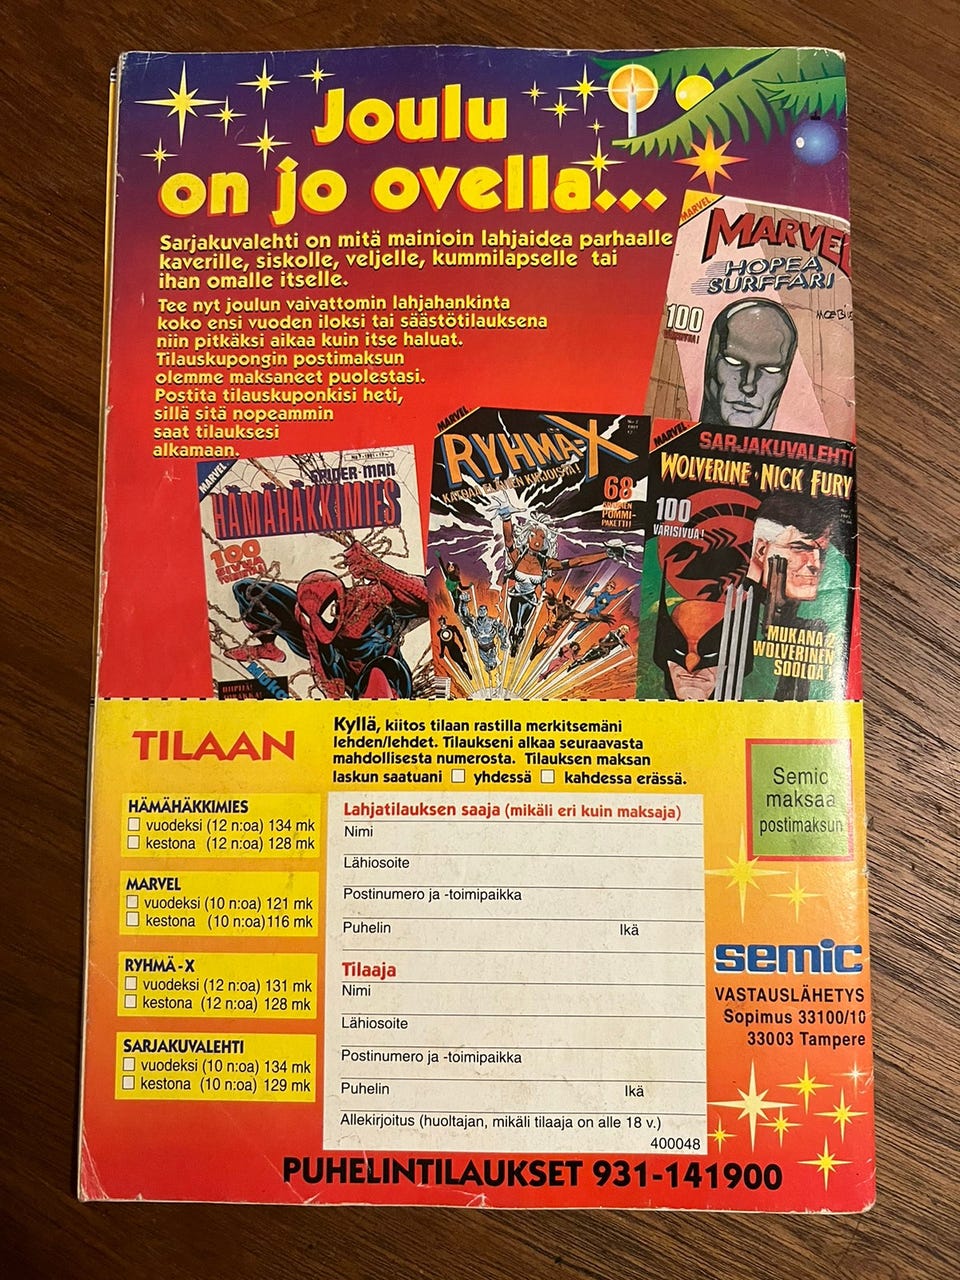 Joulu
on jo ovella...
Sarjakuvalehti on mitä mainioin lahjaidea parhaalle
kaverille, siskolle, veljelle, kummilapselle tai
ihan omalle itselle.
Tee nyt joulun vaivattomin lahjahankinta
koko ensi vuoden iloksi tai säästötilauksena
niin pitkäksi aikaa kuin itse haluat.
Tilauskupongin postimaksun
olemme maksaneet puolestasi.
Postita tilauskuponkisi heti,
sillä sitä nopeammin
saat tilauksesi
alkamaan.
MARVEL
MARVEL
HOPEA
SURFFARI
100
MOEBIUS
MARVEL
SPIDER-MAN
HÄMÄHÄKKIMIES
100
MARVEL
RYHMÄ-X
68
POMMI-
PAKETTI!
MARVEL
SARJAKUVALEHTI
WOLVERINE · NICK FURY
100
VÄRISIVUA!
MUKANA 2
WOLVERINEN
SOOLOA!
TILAAN
Kyllä, kiitos tilaan rastilla merkitsemäni
lehden/lehdet. Tilaukseni alkaa seuraavasta
mahdollisesta numerosta. Tilauksen maksan
laskun saatuani yhdessä kahdessa erässä.
HÄMÄHÄKKIMIES
vuodeksi (12 n:oa) 134 mk
kestona (12 n:oa) 128 mk
MARVEL
vuodeksi (10 n:oa) 121 mk
kestona (10 n:oa) 116 mk
RYHMÄ-X
vuodeksi (12 n:oa) 131 mk
kestona (12 n:oa) 128 mk
SARJAKUVALEHTI
vuodeksi (10 n:oa) 134 mk
kestona (10 n:oa) 129 mk
Lahjatilauksen saaja (mikäli eri kuin maksaja)
Nimi
Lähiosoite
Postinumero ja -toimipaikka
Puhelin Ikä
Tilaaja
Nimi
Lähiosoite
Postinumero ja -toimipaikka
Puhelin Ikä
Allekirjoitus (huoltajan, mikäli tilaaja on alle 18 v.)
400048
Semic
maksaa
postimaksun
semic
VASTAUSLÄHETYS
Sopimus 33100/10
33003 Tampere
PUHELINTILAUKSET 931-141900